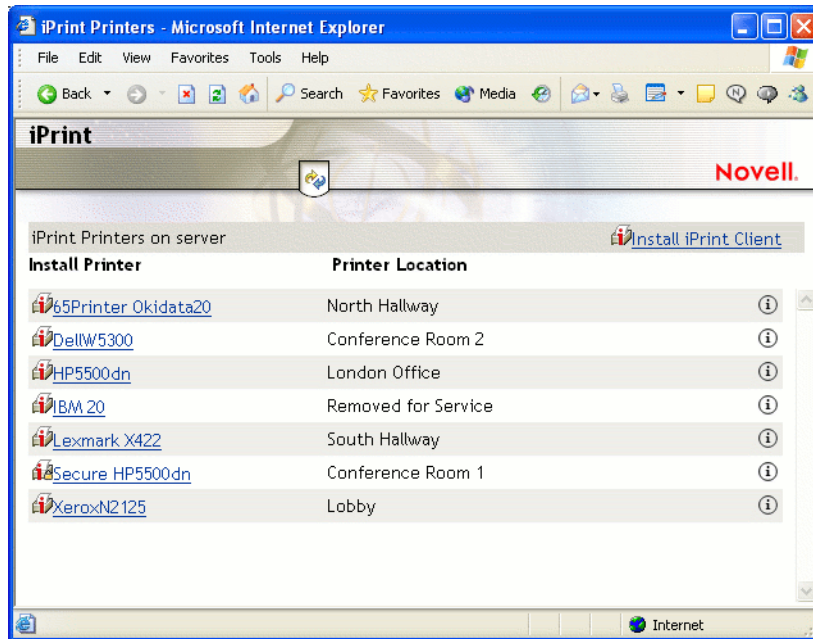 iPrint Printers - Microsoft Internet Explorer
File Edit View Favorites Tools Help
Back Search Favorites Media
iPrint
Novell.
iPrint Printers on server Install iPrint Client
Install Printer Printer Location
65Printer Okidata20 North Hallway
DellW5300 Conference Room 2
HP5500dn London Office
IBM 20 Removed for Service
Lexmark X422 South Hallway
Secure HP5500dn Conference Room 1
XeroxN2125 Lobby
Internet